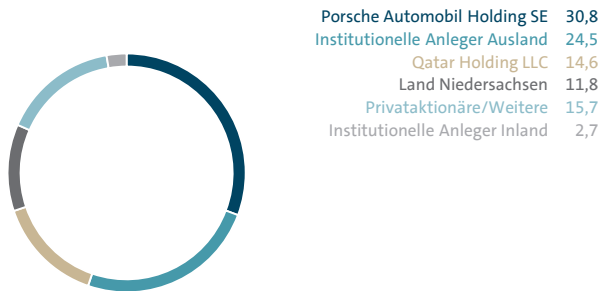 Porsche Automobil Holding SE 30,8
Institutionelle Anleger Ausland 24,5
Qatar Holding LLC 14,6
Land Niedersachsen 11,8
Privataktionäre/Weitere 15,7
Institutionelle Anleger Inland 2,7